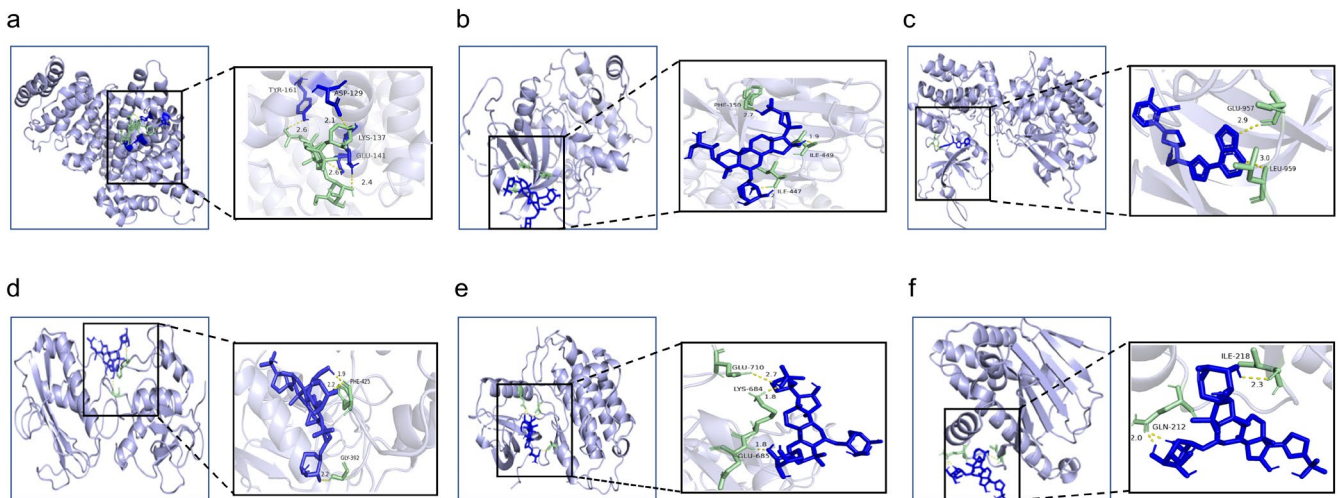 a
b
c
TYR-161
ASP-129
2.1
2.6
LYS-137
GLU-141
2.6
2.4
PHE-350
2.7
1.9
ILE-449
ILE-447
GLU-957
2.9
3.0
LEU-959
d
e
f
1.9
2.2
PHE-425
GLY-392
2.2
GLU-710
2.7
LYS-684
1.8
1.8
GLU-685
ILE-218
2.3
GLN-212
2.0